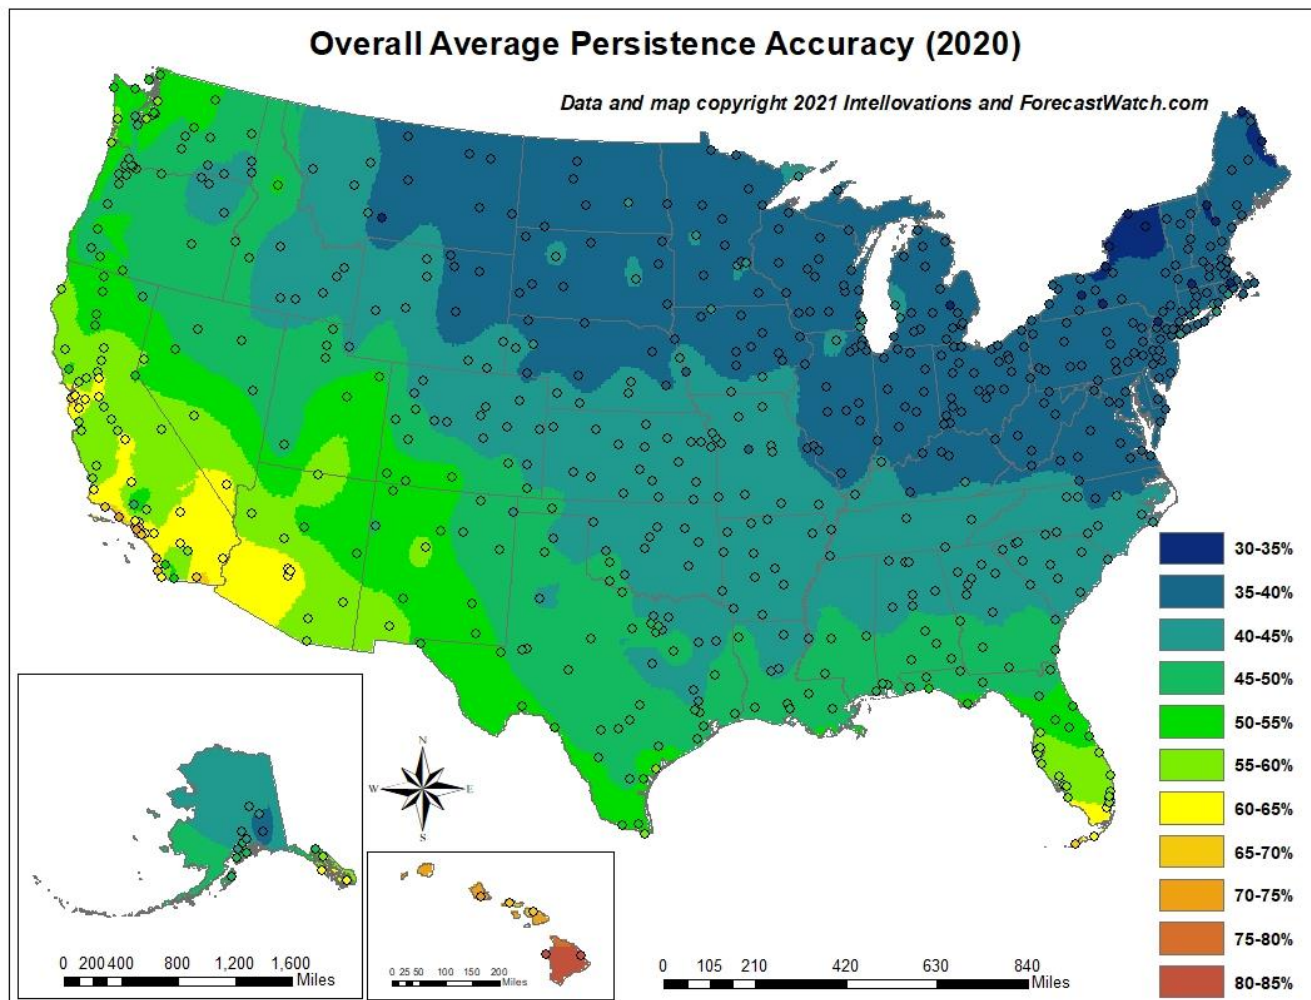 Overall Average Persistence Accuracy (2020)
Data and map copyright 2021 Intellovations and ForecastWatch.com
30-35%
35-40%
40-45%
45-50%
50-55%
55-60%
60-65%
65-70%
70-75%
75-80%
80-85%
N
W E
S
0 200 400 800 1,200 1,600
Miles
0 25 50 100 150 200
Miles
0 105 210 420 630 840
Miles